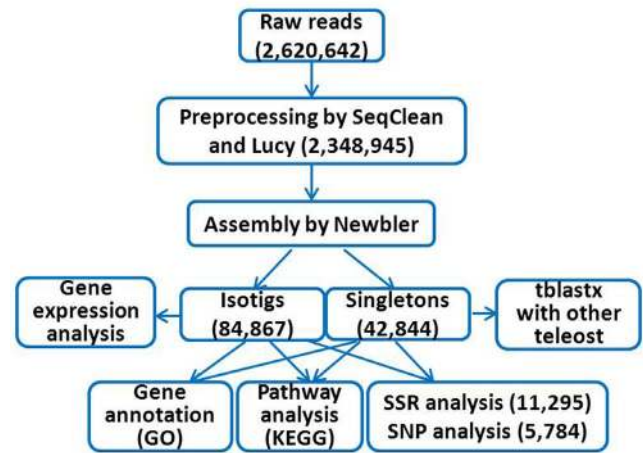 Raw reads
(2,620,642)
Preprocessing by SeqClean
and Lucy (2,348,945)
Assembly by Newbler
Gene
expression
analysis
Isotigs
(84,867)
Singletons
(42,844)
tblastx
with other
teleost
Gene
annotation
(GO)
Pathway
analysis
(KEGG)
SSR analysis (11,295)
SNP analysis (5,784)